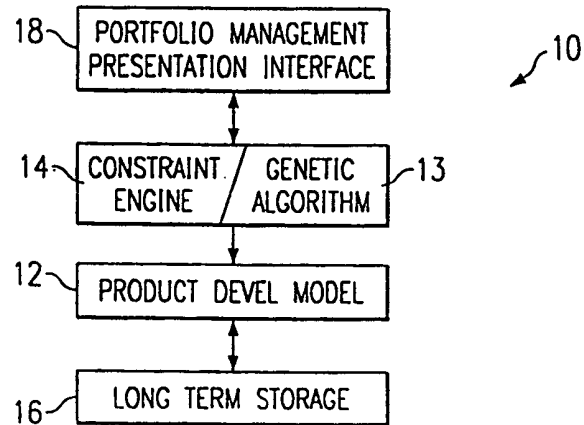 18 PORTFOLIO MANAGEMENT
PRESENTATION INTERFACE
10
14 CONSTRAINT ENGINE / GENETIC ALGORITHM 13
12 PRODUCT DEVEL MODEL
16 LONG TERM STORAGE